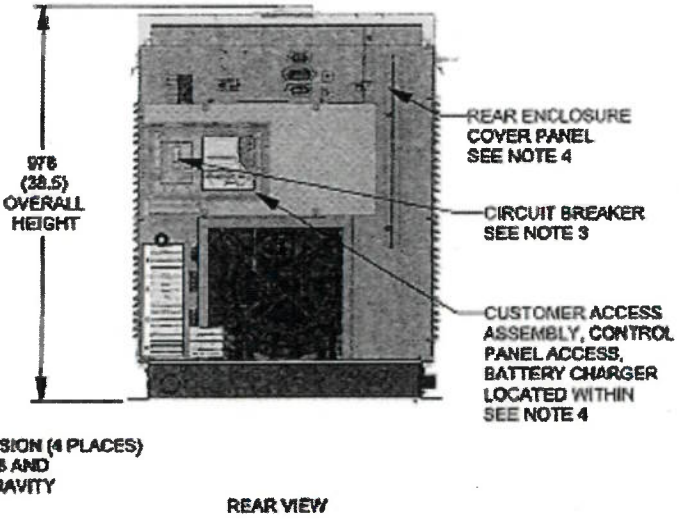 978
(38.5)
OVERALL
HEIGHT
REAR ENCLOSURE
COVER PANEL
SEE NOTE 4
CIRCUIT BREAKER
SEE NOTE 3
CUSTOMER ACCESS
ASSEMBLY, CONTROL
PANEL ACCESS,
BATTERY CHARGER
LOCATED WITHIN
SEE NOTE 4
SION (4 PLACES)
AND
RAVITY
REAR VIEW